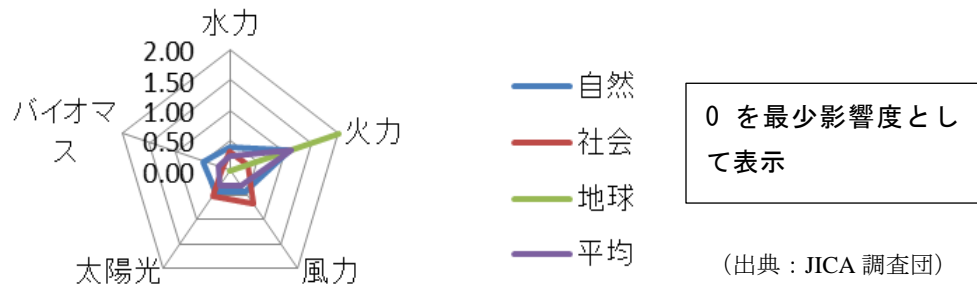 水力
2.00
1.50
1.00
0.50
0.00
バイオマ
ス
火力
太陽光
風力
自然
社会
地球
平均
0 を最少影響度とし
て表示
（出典：JICA 調査団）